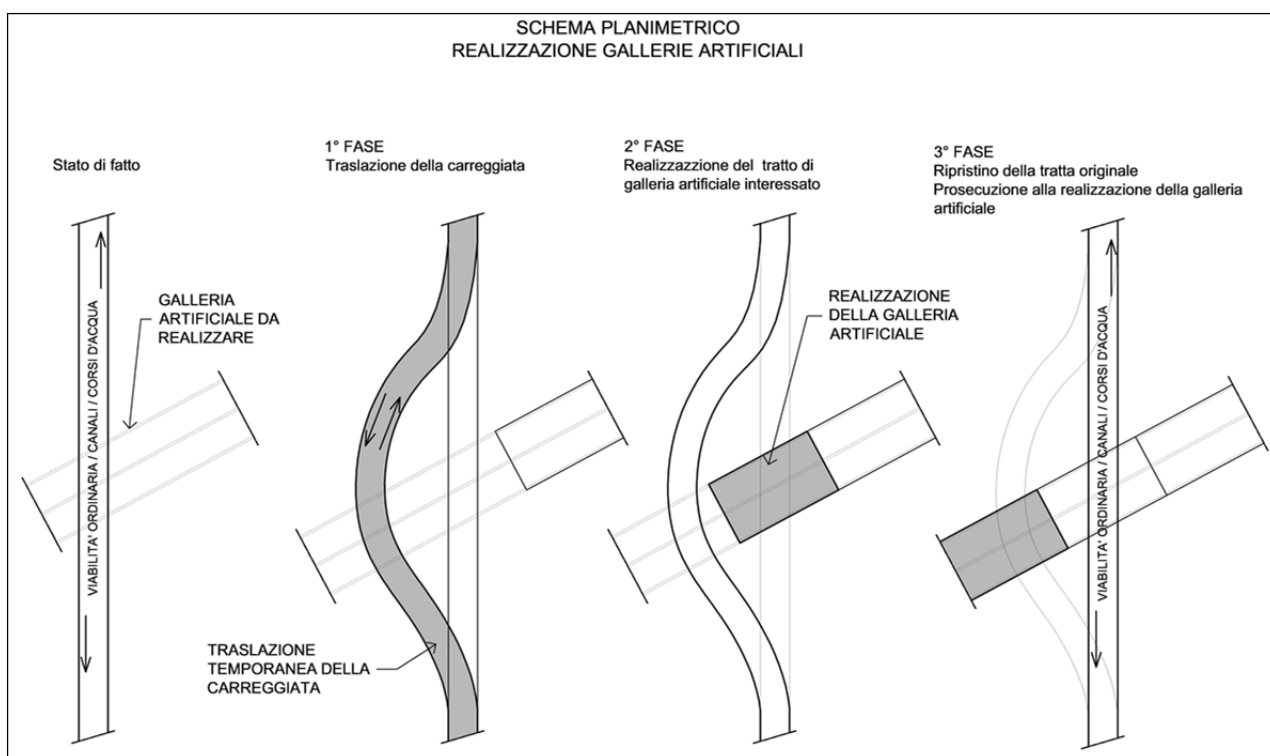 SCHEMA PLANIMETRICO
REALIZZAZIONE GALLERIE ARTIFICIALI
Stato di fatto
1° FASE
Traslazione della carreggiata
2° FASE
Realizzazzione del tratto di
galleria artificiale interessato
3° FASE
Ripristino della tratta originale
Prosecuzione alla realizzazione della galleria
artificiale
VIABILITA' ORDINARIA / CANALI / CORSI D'ACQUA
GALLERIA
ARTIFICIALE DA
REALIZZARE
TRASLAZIONE
TEMPORANEA DELLA
CARREGGIATA
REALIZZAZIONE
DELLA GALLERIA
ARTIFICIALE
VIABILITA' ORDINARIA / CANALI / CORSI D'ACQUA